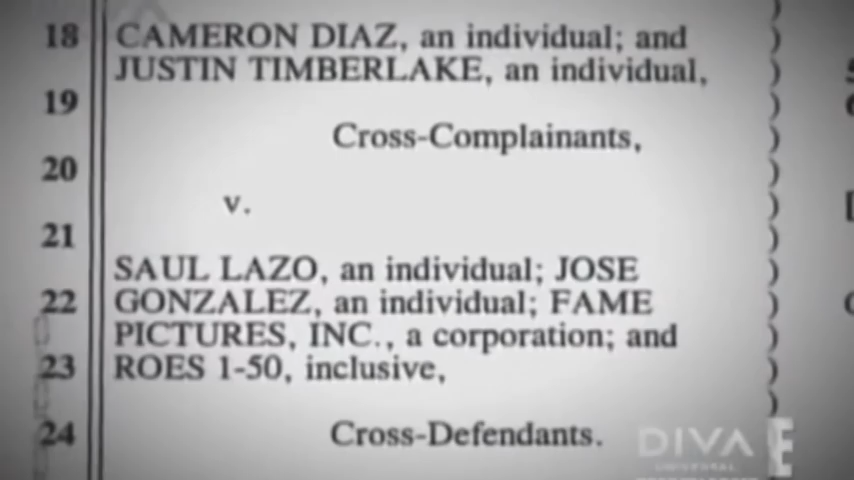 18 CAMERON DIAZ, an individual; and
JUSTIN TIMBERLAKE, an individual,
19
Cross-Complainants,
20
v.
21
SAUL LAZO, an individual; JOSE
22 GONZALEZ, an individual; FAME
PICTURES, INC., a corporation; and
23 ROES 1-50, inclusive,
24 Cross-Defendants.
DIVA E
UNIVERSAL